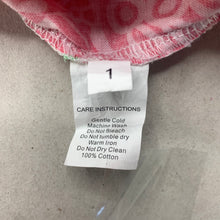 1
CARE INSTRUCTIONS
Gentle Cold
Machine Wash
Do Not Bleach
Do Not tumble dry
Warm Iron
Do Not Dry Clean
100% Cotton